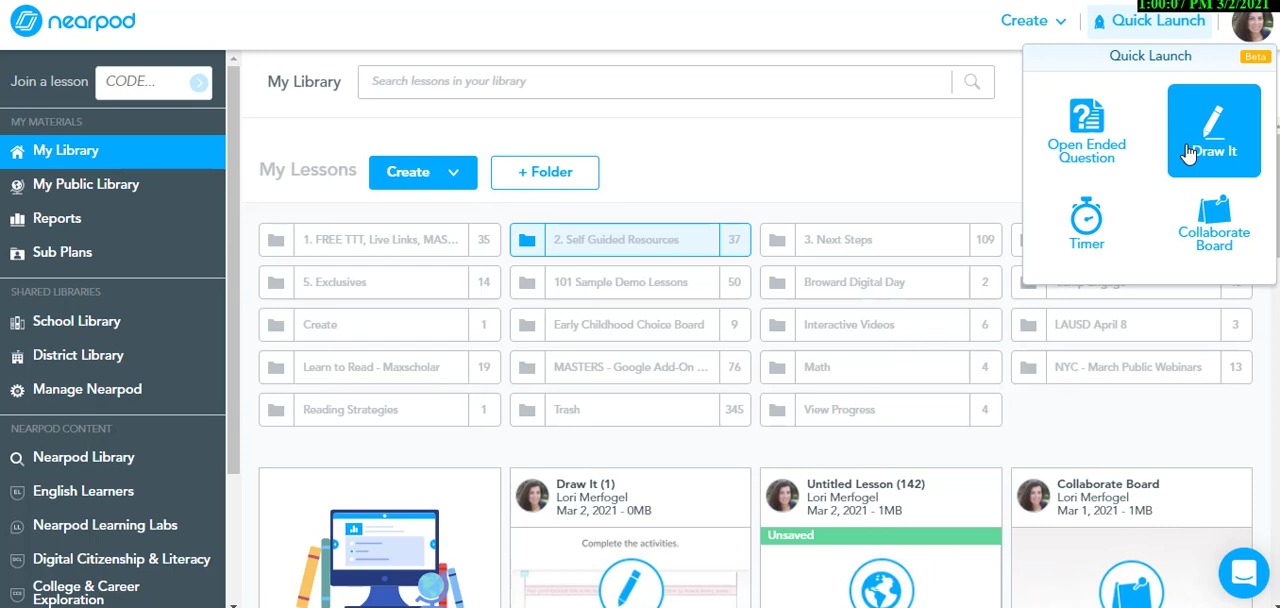 1:00:07 PM 3/2/2021
nearpod
Create
Quick Launch
Quick Launch
Beta
Open Ended
Question
Draw It
Timer
Collaborate
Board
Join a lesson
CODE...
MY MATERIALS
My Library
My Public Library
Reports
Sub Plans
SHARED LIBRARIES
School Library
District Library
Manage Nearpod
NEARPOD CONTENT
Nearpod Library
EL English Learners
LL Nearpod Learning Labs
DCL Digital Citizenship & Literacy
College & Career
Exploration
My Library
Search lessons in your library
My Lessons
Create
+ Folder
1. FREE TTT, Live Links, MAS... 35
2. Self Guided Resources 37
3. Next Steps 109
5. Exclusives 14
101 Sample Demo Lessons 50
Broward Digital Day 2
Create 1
Early Childhood Choice Board 9
Interactive Videos 6
LAUSD April 8 3
Learn to Read - Maxscholar 19
MASTERS - Google Add-On ... 76
Math 4
NYC - March Public Webinars 13
Reading Strategies 1
Trash 345
View Progress 4
Draw It (1)
Lori Merfogel
Mar 2, 2021 - 0MB
Complete the activities.
Untitled Lesson (142)
Lori Merfogel
Mar 2, 2021 - 1MB
Unsaved
Collaborate Board
Lori Merfogel
Mar 1, 2021 - 1MB